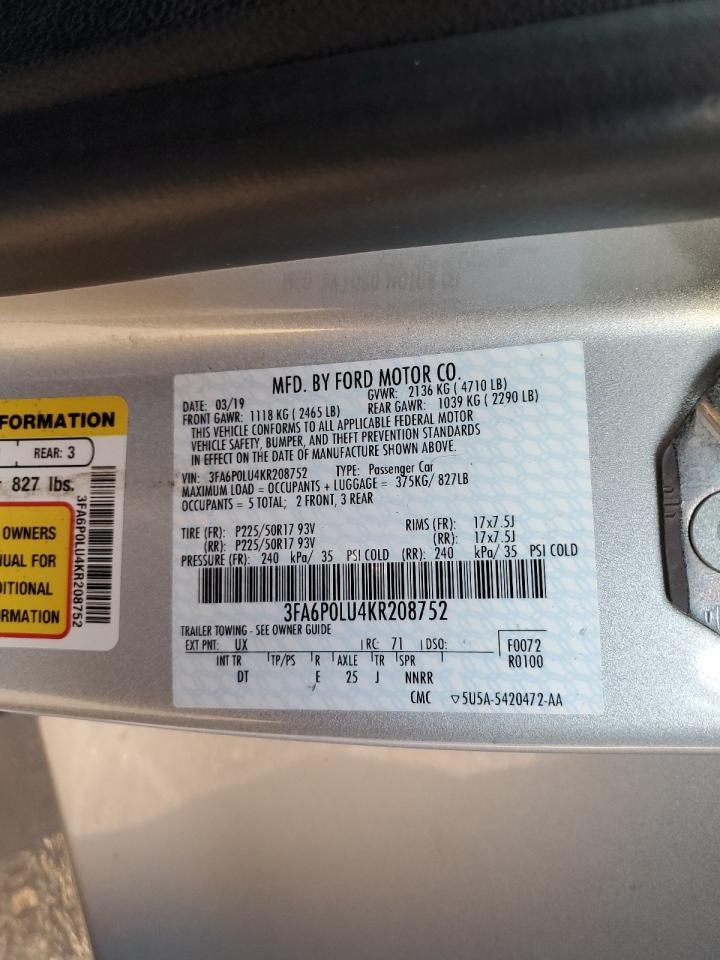 MFD. BY FORD MOTOR CO.
DATE: 03/19 GVWR: 2136 KG ( 4710 LB)
FRONT GAWR: 1118 KG ( 2465 LB) REAR GAWR: 1039 KG ( 2290 LB)
THIS VEHICLE CONFORMS TO ALL APPLICABLE FEDERAL MOTOR
VEHICLE SAFETY, BUMPER, AND THEFT PREVENTION STANDARDS
IN EFFECT ON THE DATE OF MANUFACTURE SHOWN ABOVE.
VIN: 3FA6P0LU4KR208752 TYPE: Passenger Car
MAXIMUM LOAD = OCCUPANTS + LUGGAGE = 375KG/ 827LB
OCCUPANTS = 5 TOTAL; 2 FRONT, 3 REAR
TIRE (FR): P225/50R17 93V RIMS (FR): 17x7.5J
(RR): P225/50R17 93V (RR): 17x7.5J
PRESSURE (FR): 240 kPa/ 35 PSI COLD (RR): 240 kPa/ 35 PSI COLD
3FA6P0LU4KR208752
TRAILER TOWING - SEE OWNER GUIDE
EXT PNT: UX RC: 71 DSO: F0072
INT TR TP/PS R AXLE TR SPR R0100
DT E 25 J NNRR
CMC ▽5U5A-5420472-AA
FORMATION
REAR: 3
827 lbs.
OWNERS
UAL FOR
DITIONAL
ORMATION
3FA6P0LU4KR208752